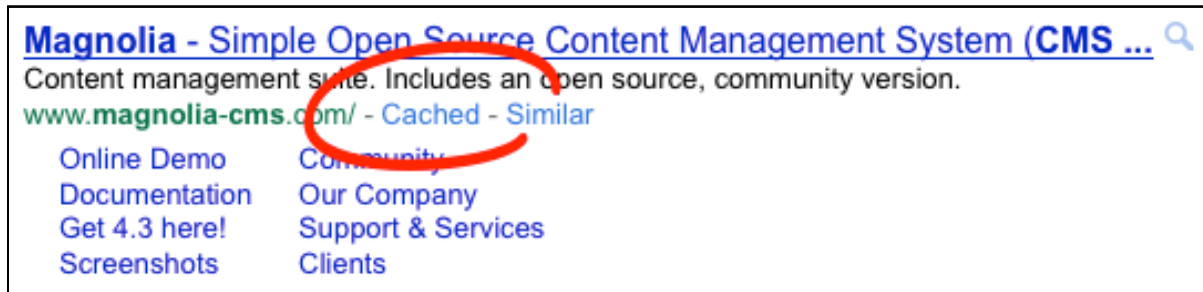 Magnolia - Simple Open Source Content Management System (CMS ...
Content management suite. Includes an open source, community version.
www.magnolia-cms.com/ - Cached - Similar
Online Demo Community
Documentation Our Company
Get 4.3 here! Support & Services
Screenshots Clients